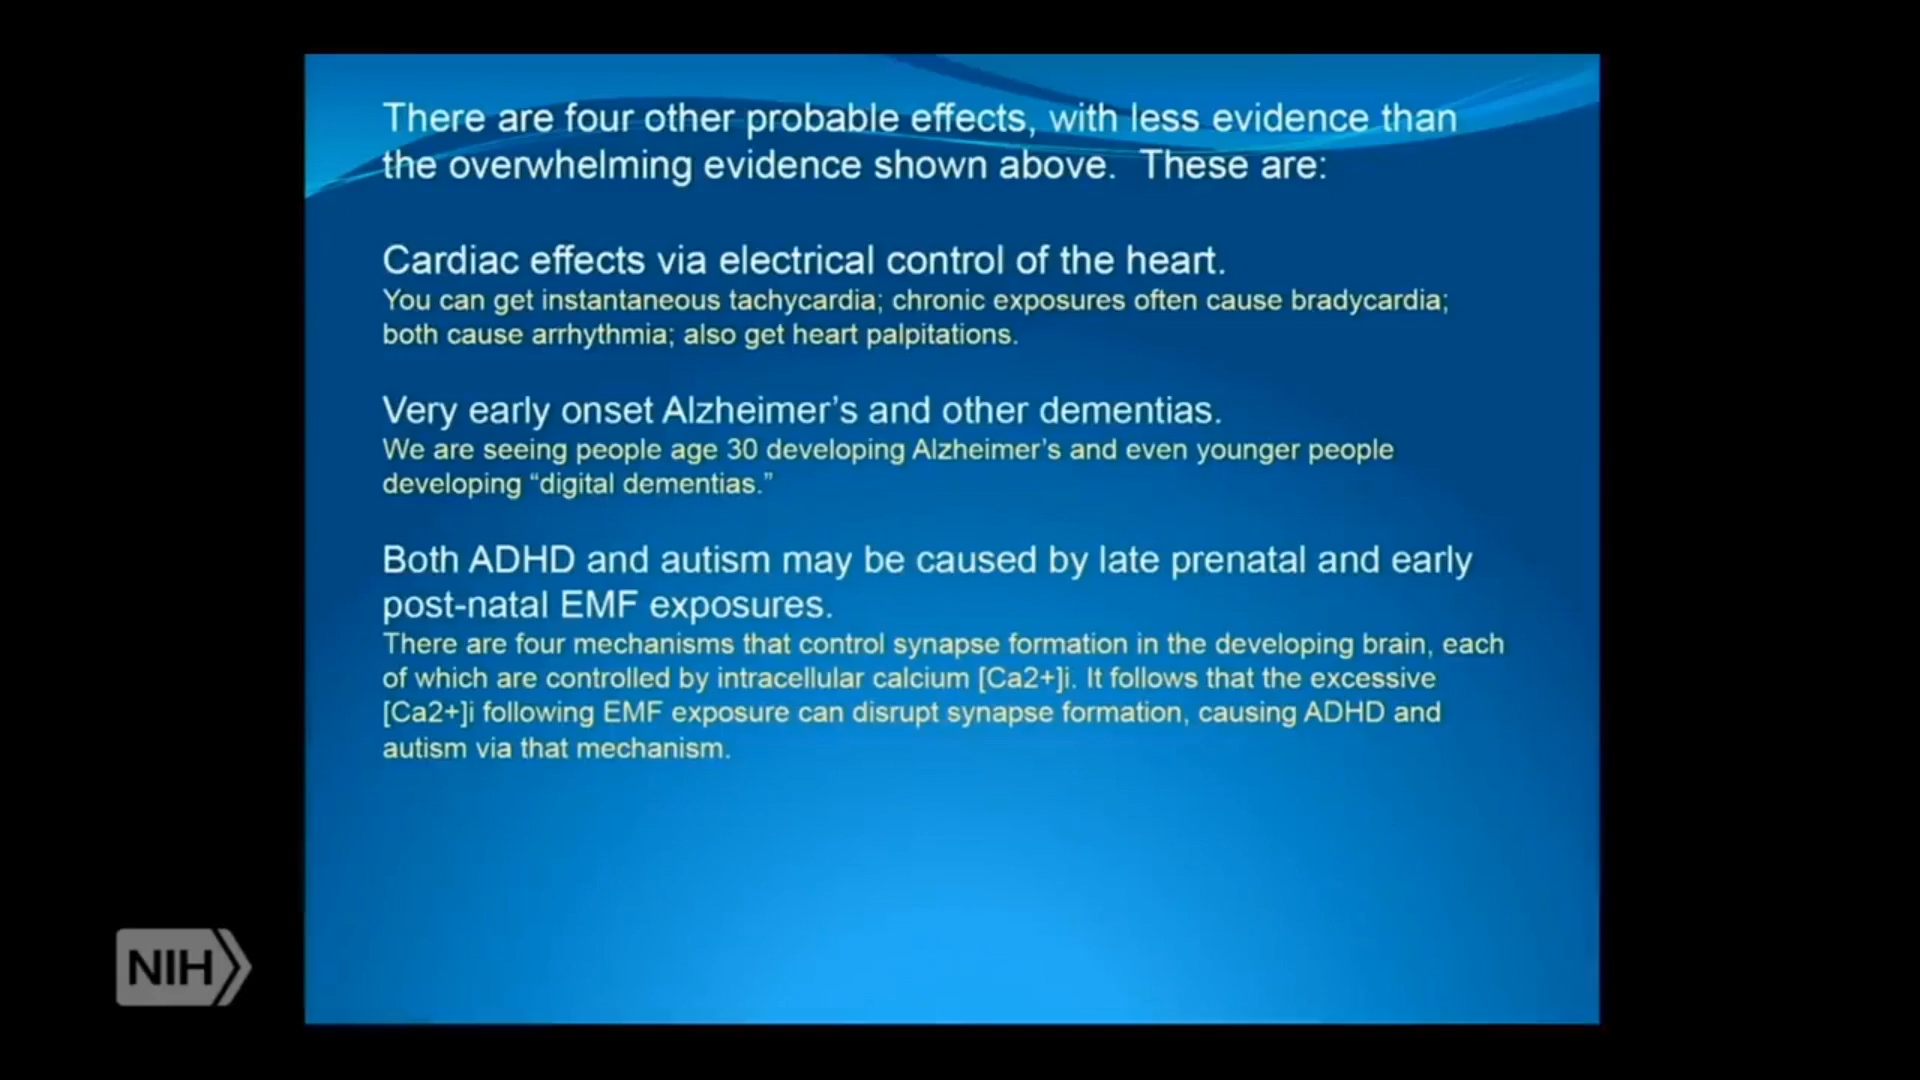 There are four other probable effects, with less evidence than
the overwhelming evidence shown above.  These are:
Cardiac effects via electrical control of the heart.
You can get instantaneous tachycardia; chronic exposures often cause bradycardia;
both cause arrhythmia; also get heart palpitations.
Very early onset Alzheimer’s and other dementias.
We are seeing people age 30 developing Alzheimer’s and even younger people
developing “digital dementias.”
Both ADHD and autism may be caused by late prenatal and early
post-natal EMF exposures.
There are four mechanisms that control synapse formation in the developing brain, each
of which are controlled by intracellular calcium [Ca2+]i. It follows that the excessive
[Ca2+]i following EMF exposure can disrupt synapse formation, causing ADHD and
autism via that mechanism.
NIH